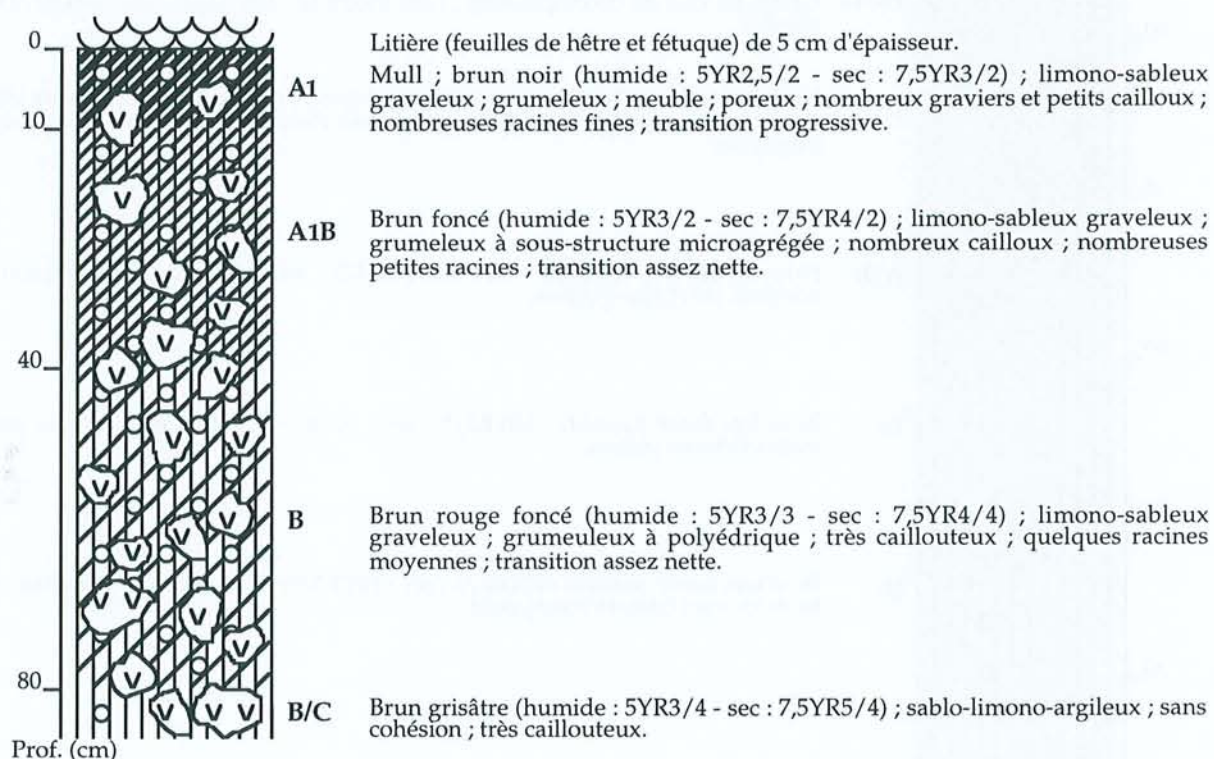 0
Litière (feuilles de hêtre et fétuque) de 5 cm d'épaisseur.
A1
Mull ; brun noir (humide : 5YR2,5/2 - sec : 7,5YR3/2) ; limono-sableux
graveleux ; grumeleux ; meuble ; poreux ; nombreux graviers et petits cailloux ;
nombreuses racines fines ; transition progressive.
10
A1B
Brun foncé (humide : 5YR3/2 - sec : 7,5YR4/2) ; limono-sableux graveleux ;
grumeleux à sous-structure microagrégée ; nombreux cailloux ; nombreuses
petites racines ; transition assez nette.
40
B
Brun rouge foncé (humide : 5YR3/3 - sec : 7,5YR4/4) ; limono-sableux
graveleux ; grumeuleux à polyédrique ; très caillouteux ; quelques racines
moyennes ; transition assez nette.
80
B/C
Brun grisâtre (humide : 5YR3/4 - sec : 7,5YR5/4) ; sablo-limono-argileux ; sans
cohésion ; très caillouteux.
Prof. (cm)
V V
V V
V
V
V
V
V V
V V
V
V V
V
V V
V
V
V
V V V